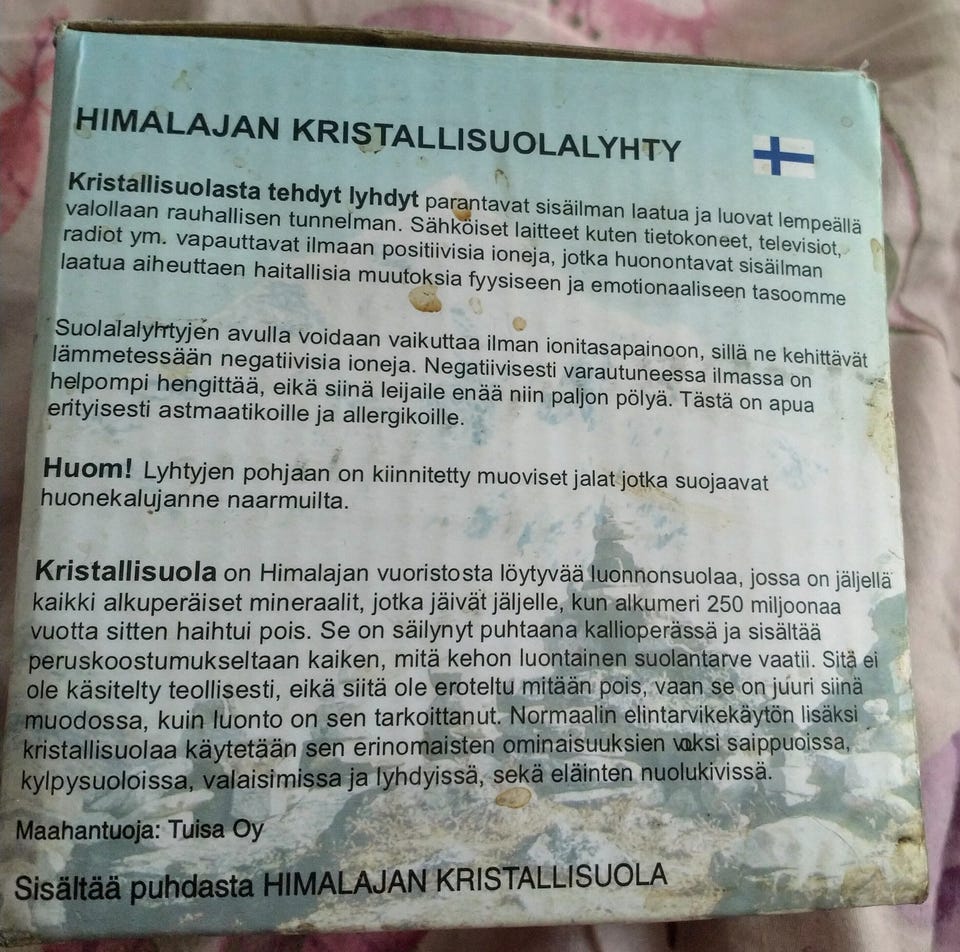 HIMALAJAN KRISTALLISUOLALYHTY
Kristallisuolasta tehdyt lyhdyt parantavat sisäilman laatua ja luovat lempeällä
valollaan rauhallisen tunnelman. Sähköiset laitteet kuten tietokoneet, televisiot,
radiot ym. vapauttavat ilmaan positiivisia ioneja, jotka huonontavat sisäilman
laatua aiheuttaen haitallisia muutoksia fyysiseen ja emotionaaliseen tasoomme
Suolalalyhtyjen avulla voidaan vaikuttaa ilman ionitasapainoon, sillä ne kehittävät
lämmetessään negatiivisia ioneja. Negatiivisesti varautuneessa ilmassa on
helpompi hengittää, eikä siinä leijaile enää niin paljon pölyä. Tästä on apua
erityisesti astmaatikoille ja allergikoille.
Huom! Lyhtyjen pohjaan on kiinnitetty muoviset jalat jotka suojaavat
huonekalujanne naarmuilta.
Kristallisuola on Himalajan vuoristosta löytyvää luonnonsuolaa, jossa on jäljellä
kaikki alkuperäiset mineraalit, jotka jäivät jäljelle, kun alkumeri 250 miljoonaa
vuotta sitten haihtui pois. Se on säilynyt puhtaana kallioperässä ja sisältää
peruskoostumukseltaan kaiken, mitä kehon luontainen suolantarve vaatii. Sitä ei
ole käsitelty teollisesti, eikä siitä ole eroteltu mitään pois, vaan se on juuri siinä
muodossa, kuin luonto on sen tarkoittanut. Normaalin elintarvikekäytön lisäksi
kristallisuolaa käytetään sen erinomaisten ominaisuuksien vuoksi saippuoissa,
kylpysuoloissa, valaisimissa ja lyhdyissä, sekä eläinten nuolukivissä.
Maahantuoja: Tuisa Oy
Sisältää puhdasta HIMALAJAN KRISTALLISUOLA